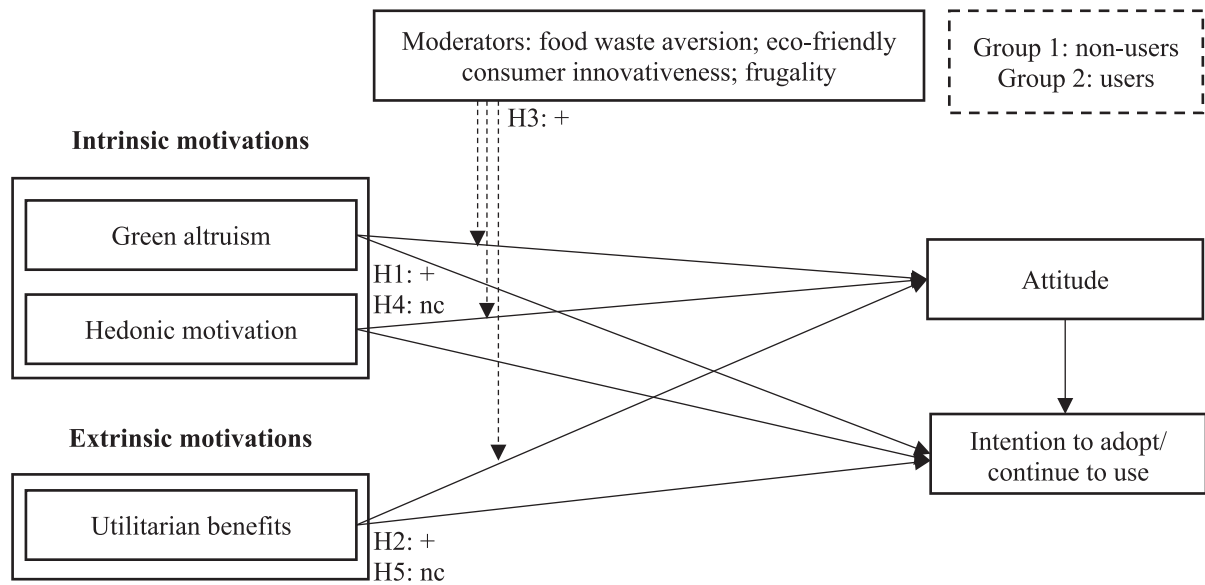 Moderators: food waste aversion; eco-friendly
consumer innovativeness; frugality
Group 1: non-users
Group 2: users
H3: +
Intrinsic motivations
Green altruism
H1: +
H4: nc
Hedonic motivation
Attitude
Extrinsic motivations
Utilitarian benefits
H2: +
H5: nc
Intention to adopt/
continue to use